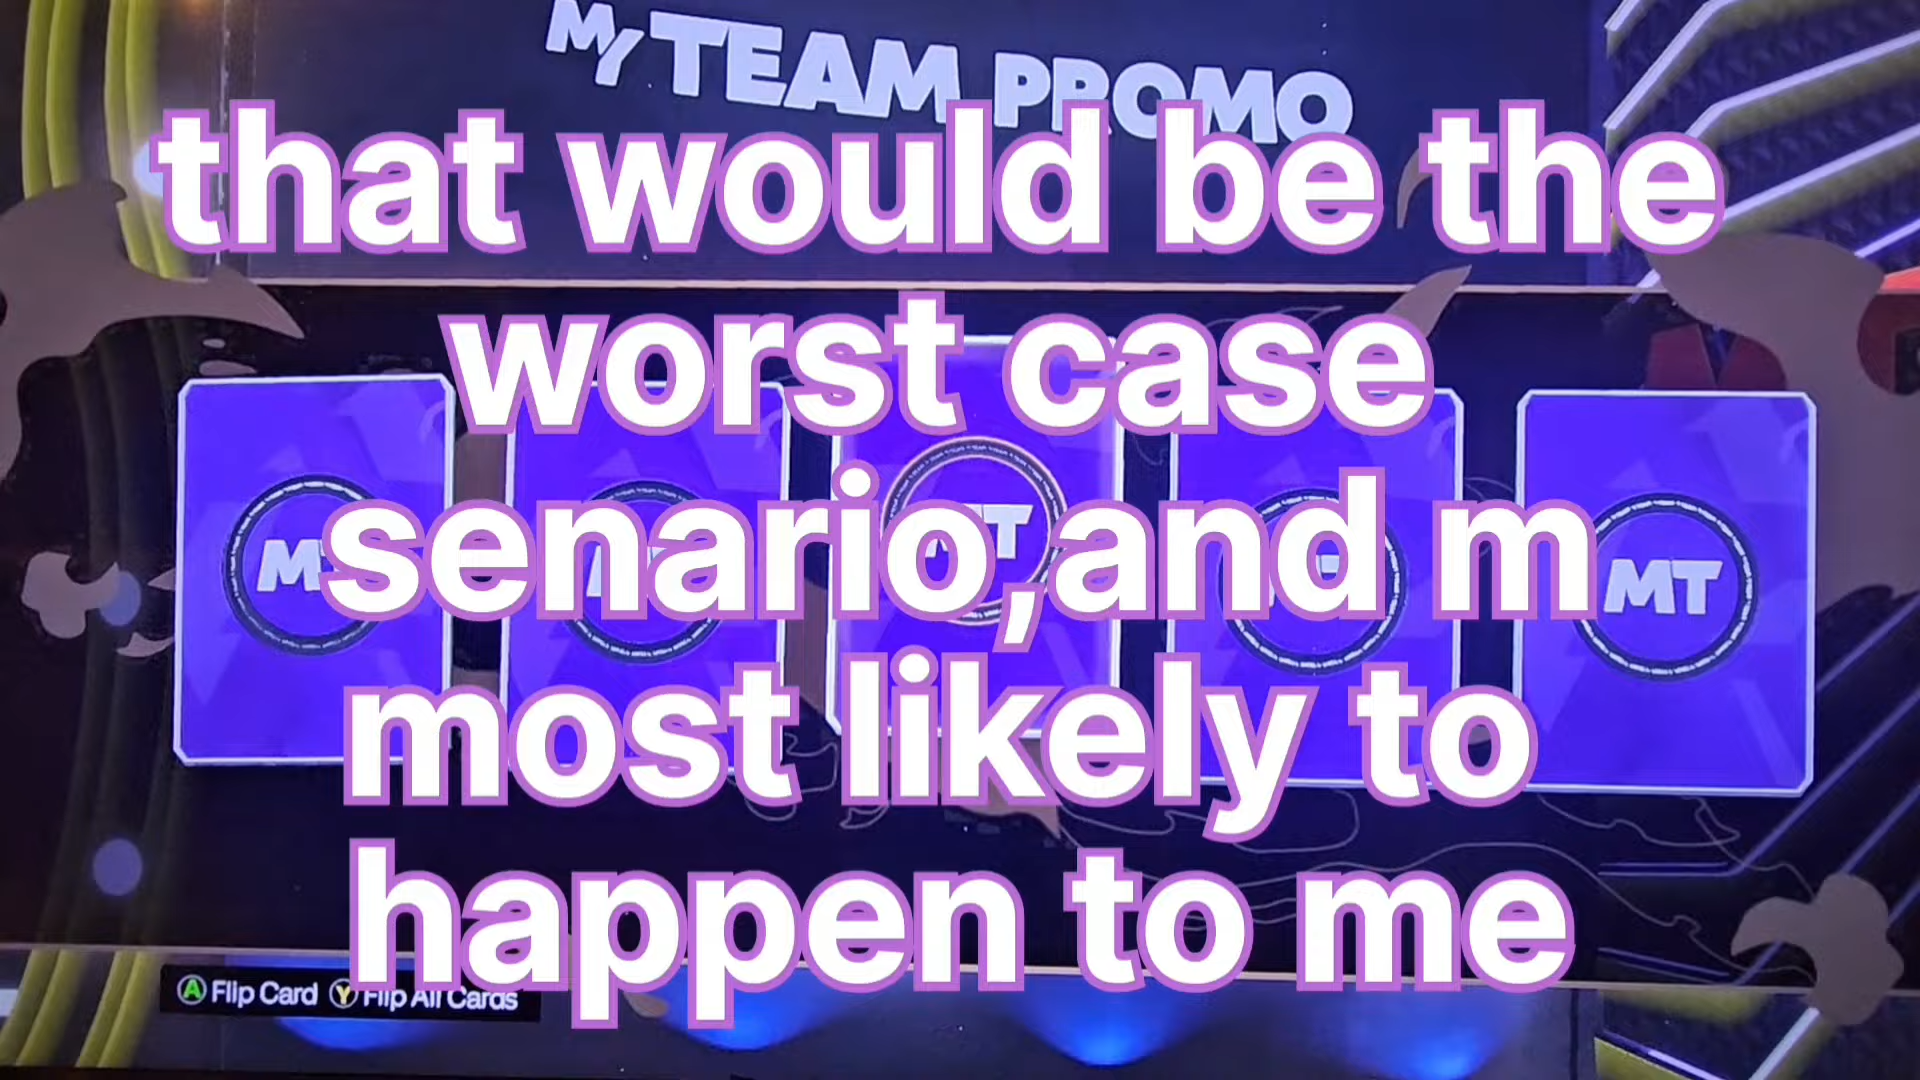 MyTEAM PROMO
that would be the
worst case
senario,and m
most likely to
happen to me
MT
A Flip Card Y Flip All Cards